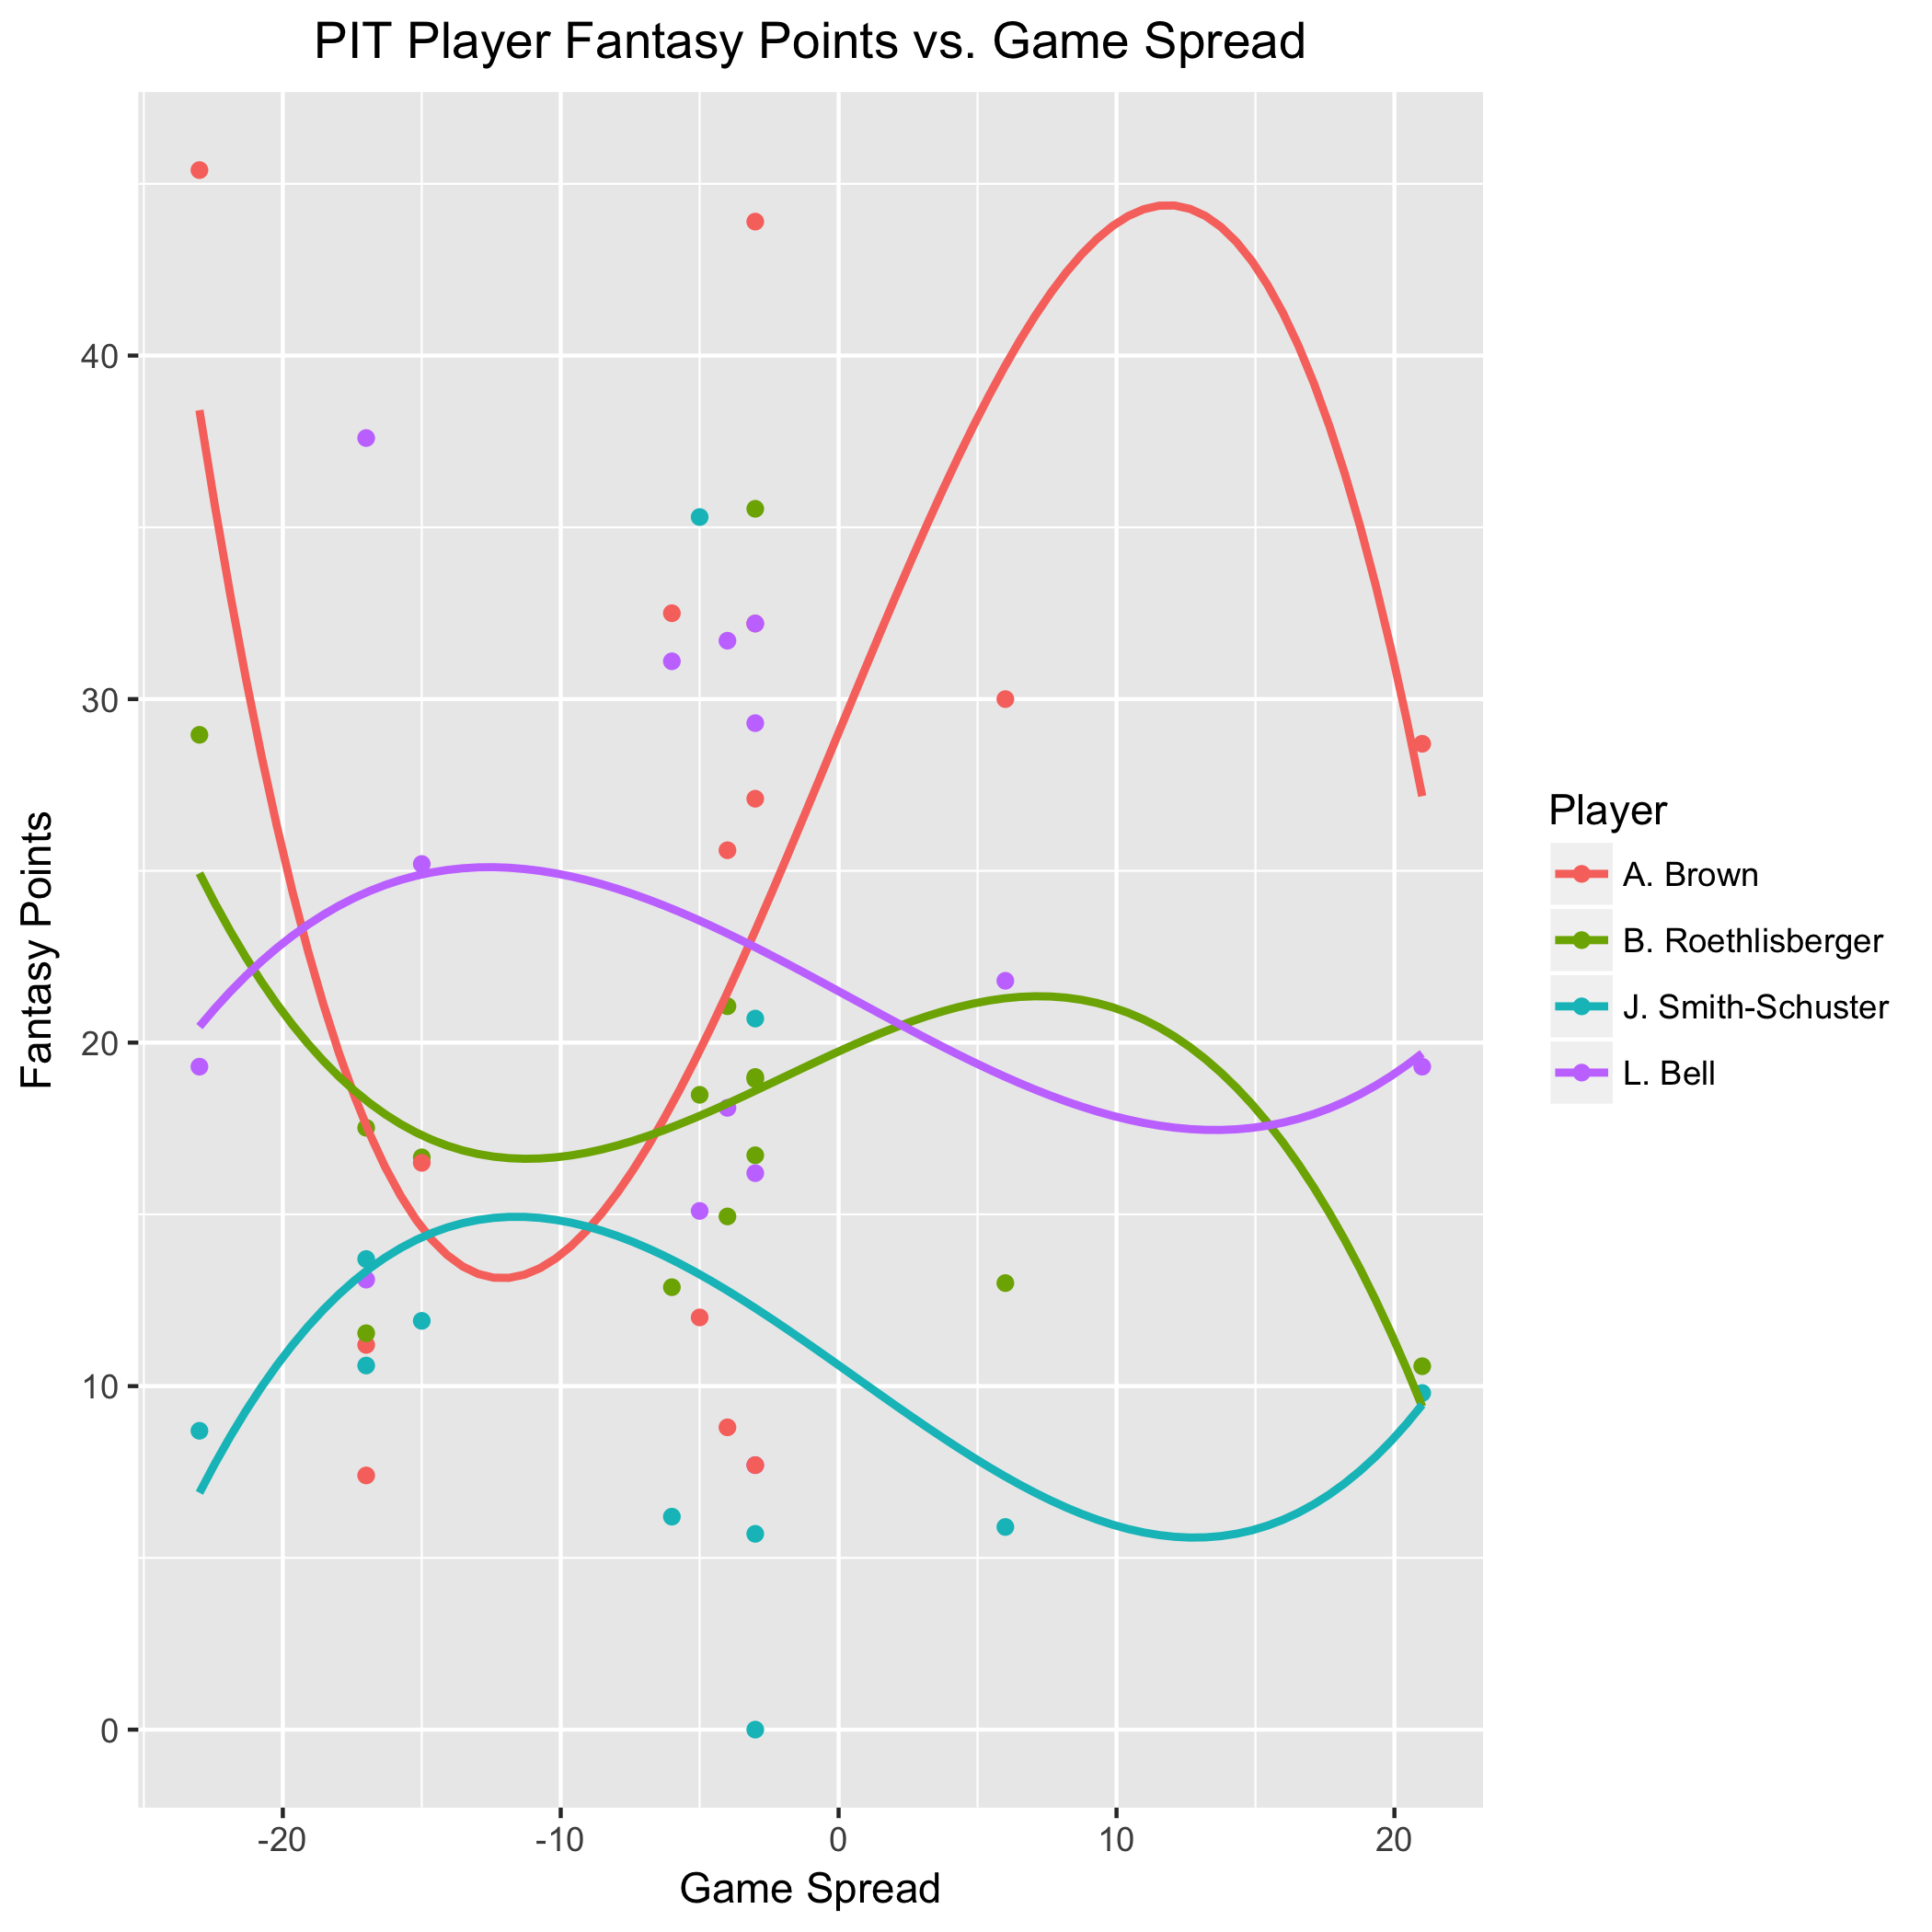 PIT Player Fantasy Points vs. Game Spread
Fantasy Points
40
30
20
10
0
-20 -10 0 10 20
Game Spread
Player
A. Brown
B. Roethlisberger
J. Smith-Schuster
L. Bell